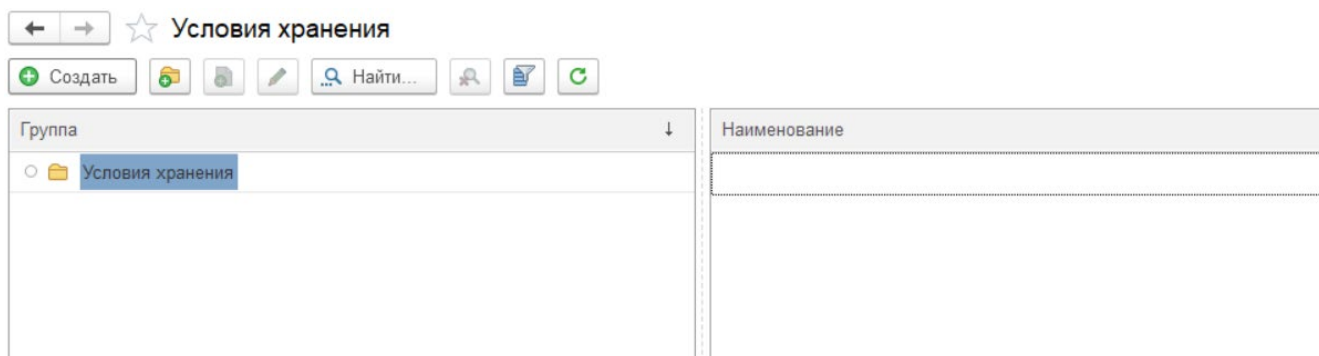 Условия хранения
Создать Найти...
Группа Наименование
Условия хранения